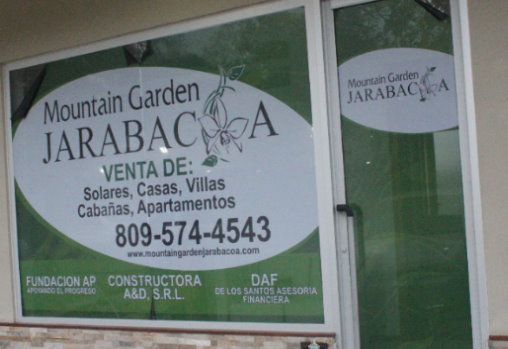 Mountain Garden
JARABACOA
VENTA DE:
Solares, Casas, Villas
Cabañas, Apartamentos
809-574-4543
www.mountaingardenjarabacoa.com
FUNDACION AP
APOYANDO EL PROGRESO
CONSTRUCTORA
A&D, S.R.L.
DAF
DE LOS SANTOS ASESORIA
FINANCIERA
Mountain Garden
JARABACOA